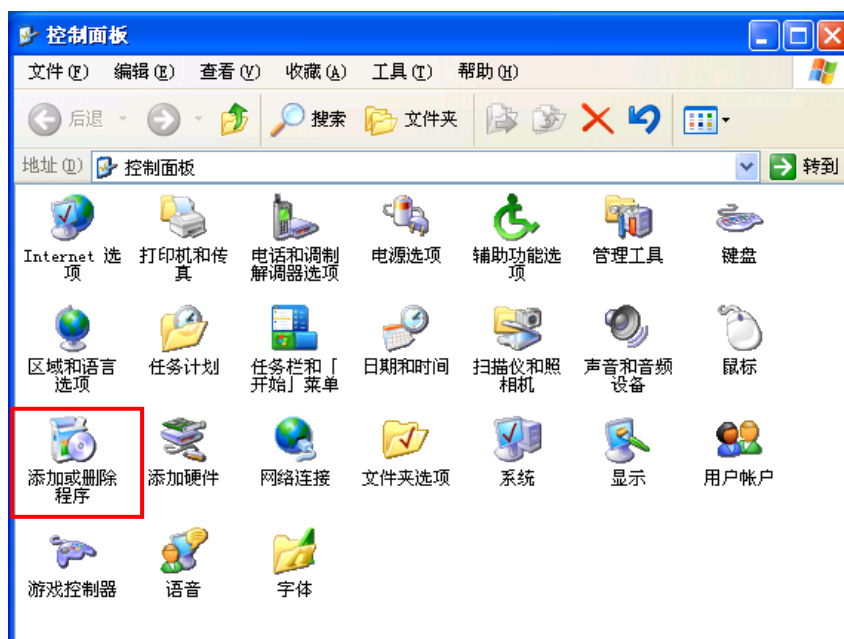 控制面板
文件(F) 编辑(E) 查看(V) 收藏(A) 工具(T) 帮助(H)
后退 搜索 文件夹
地址(D) 控制面板 转到
Internet 选 打印机和传 电话和调制 电源选项 辅助功能选 管理工具 键盘
项 真 解调器选项 项
区域和语言 任务计划 任务栏和「 日期和时间 扫描仪和照 声音和音频 鼠标
选项 开始」菜单 相机 设备
添加或删除 添加硬件 网络连接 文件夹选项 系统 显示 用户帐户
程序
游戏控制器 语音 字体